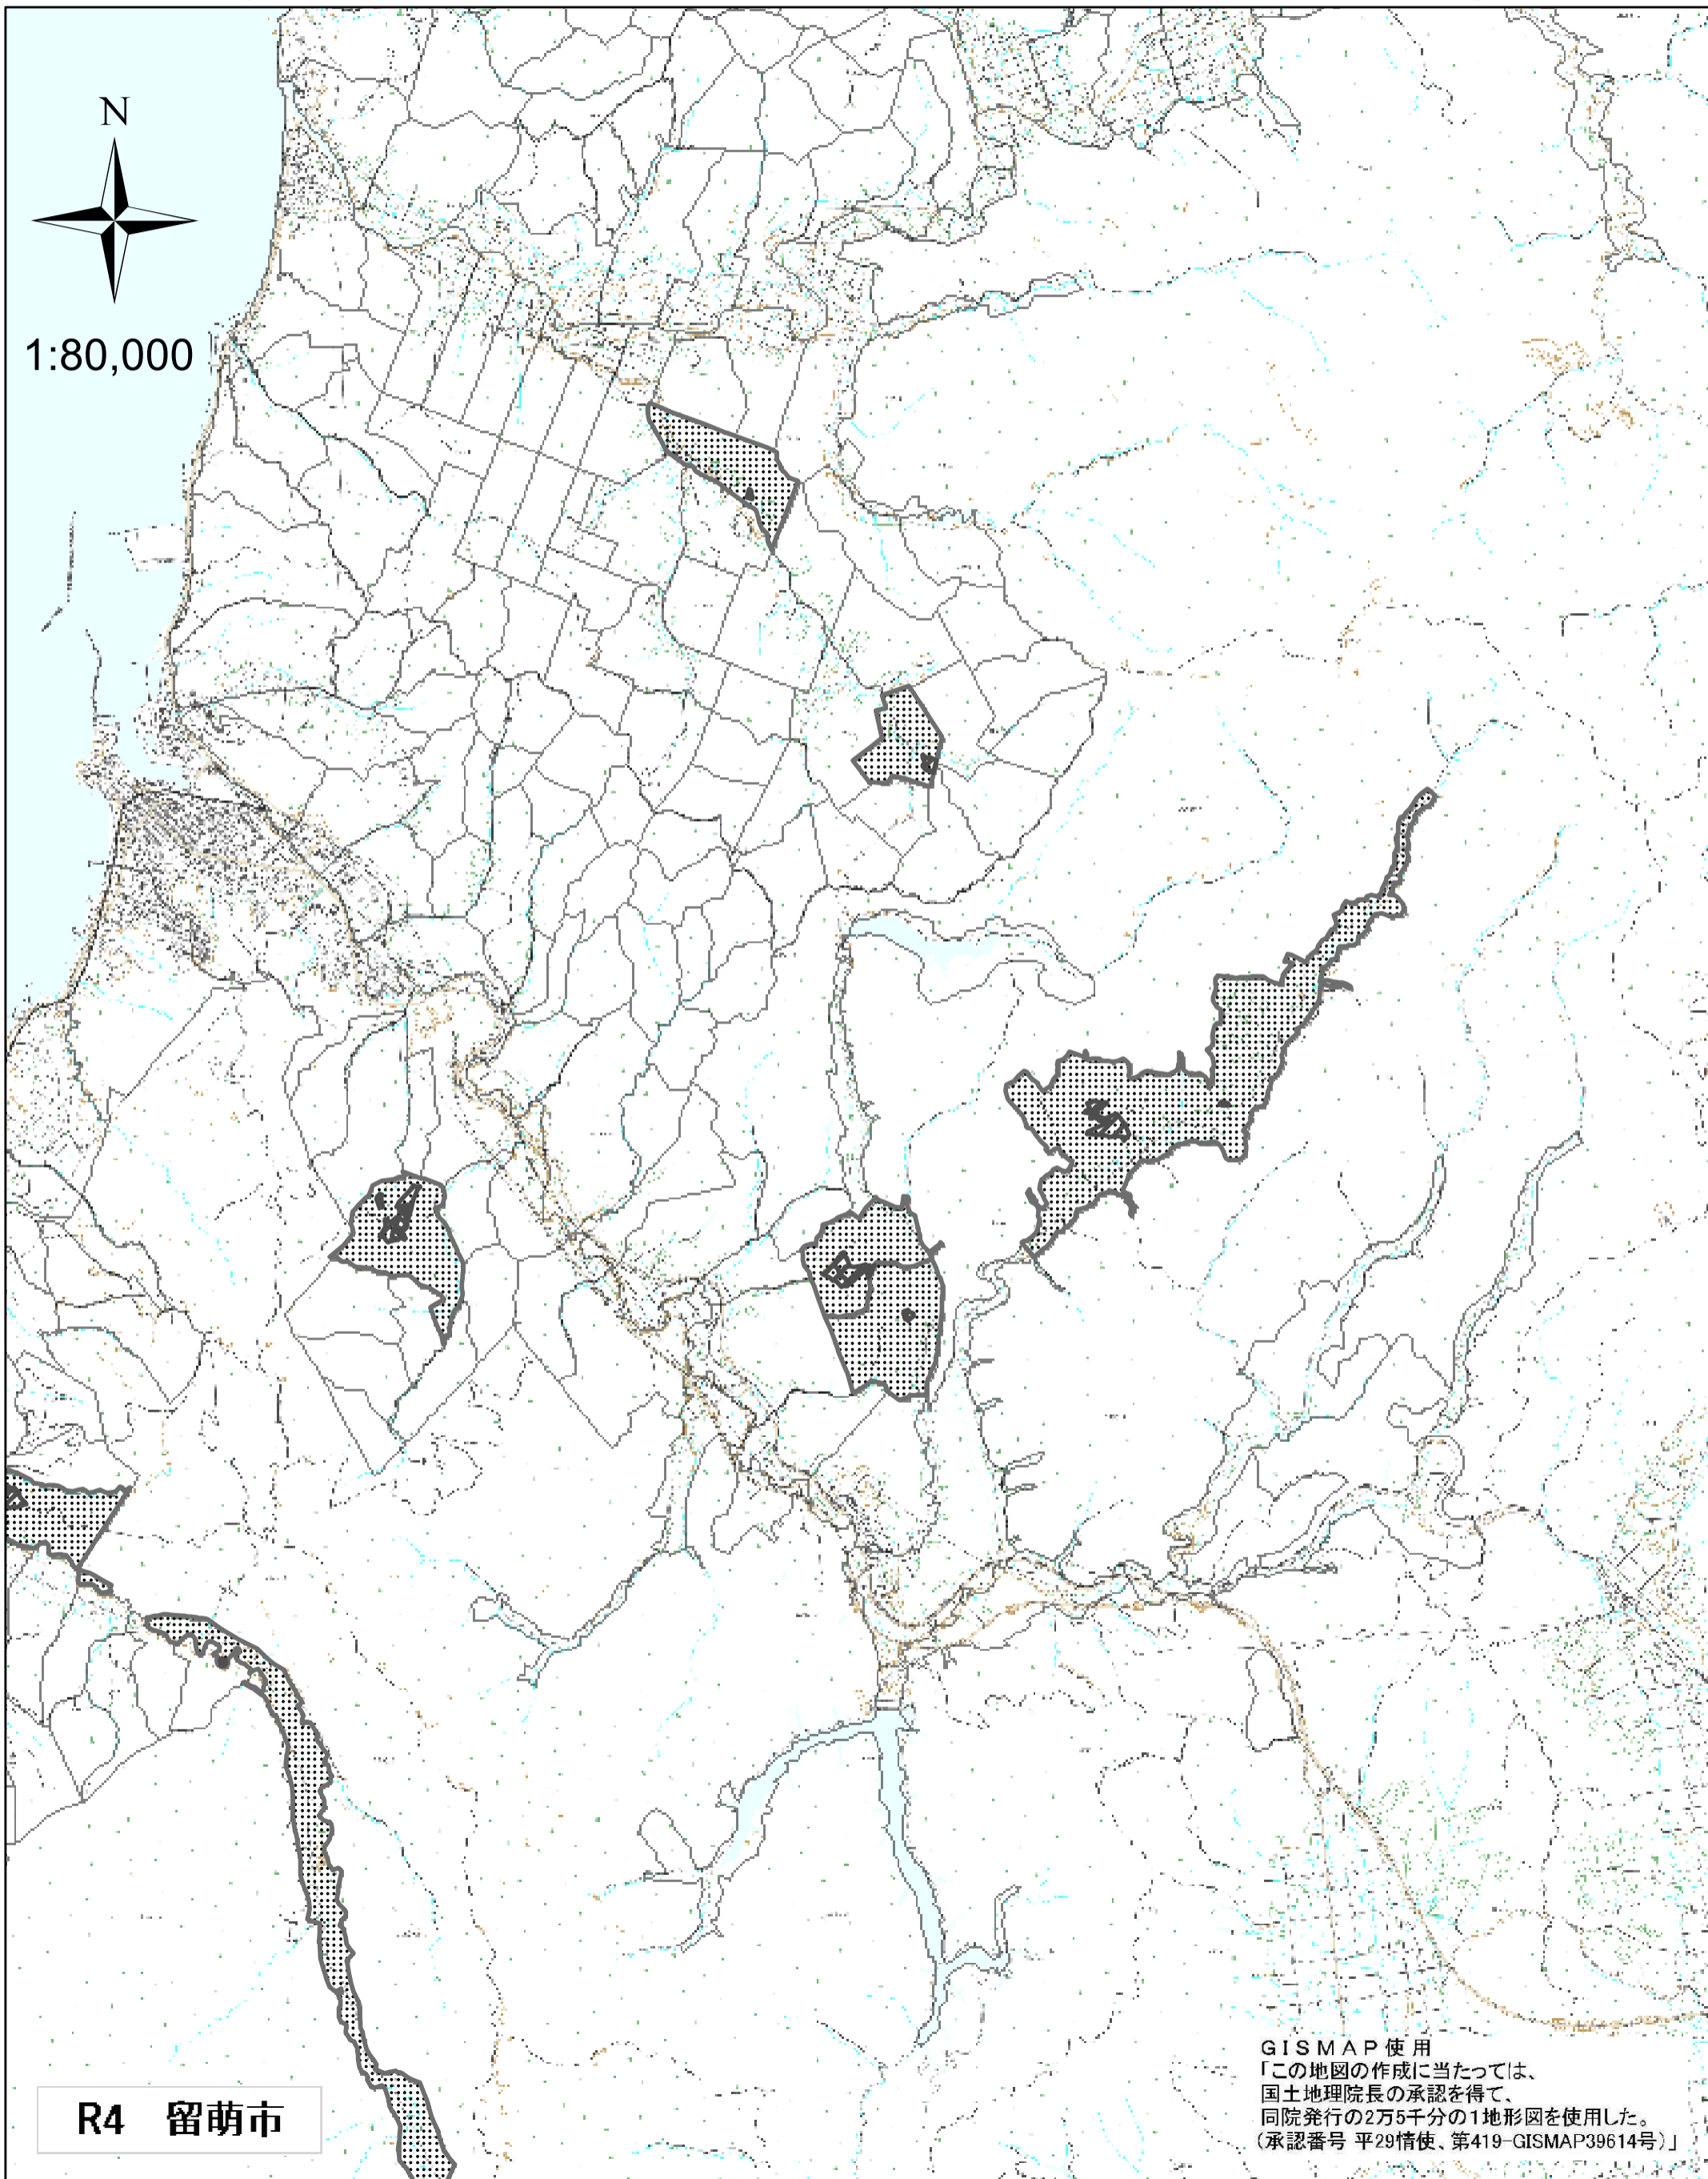 N
1:80,000
R4 留萌市
GISMAP使用
「この地図の作成に当たっては、
国土地理院長の承認を得て、
同院発行の2万5千分の1地形図を使用した。
(承認番号 平29情使、第419-GISMAP39614号)」